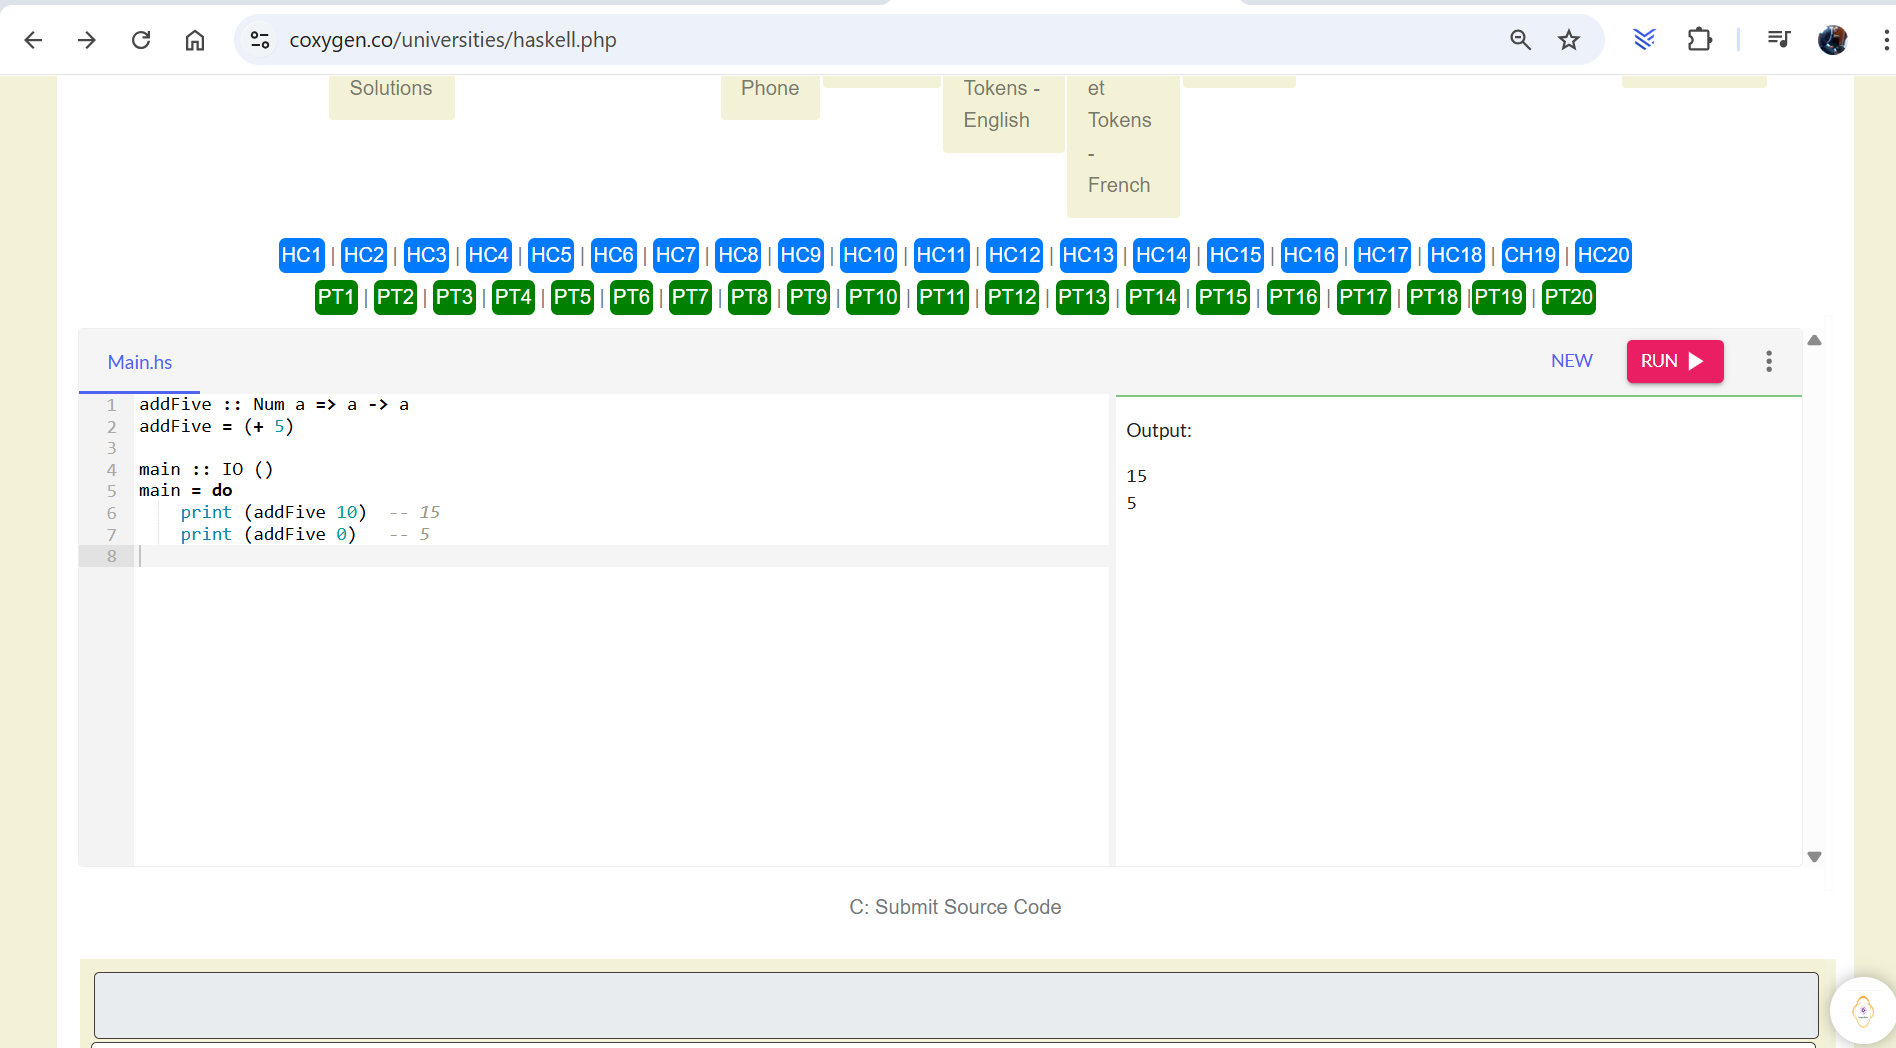 coxygen.co/universities/haskell.php
Solutions
Phone
Tokens -
English
et
Tokens
-
French
HC1 | HC2 | HC3 | HC4 | HC5 | HC6 | HC7 | HC8 | HC9 | HC10 | HC11 | HC12 | HC13 | HC14 | HC15 | HC16 | HC17 | HC18 | CH19 | HC20
PT1 | PT2 | PT3 | PT4 | PT5 | PT6 | PT7 | PT8 | PT9 | PT10 | PT11 | PT12 | PT13 | PT14 | PT15 | PT16 | PT17 | PT18 |PT19 | PT20
Main.hs
NEW
RUN
1 addFive :: Num a => a -> a
2 addFive = (+ 5)
3
4 main :: IO ()
5 main = do
6     print (addFive 10)  -- 15
7     print (addFive 0)   -- 5
8
Output:
15
5
C: Submit Source Code